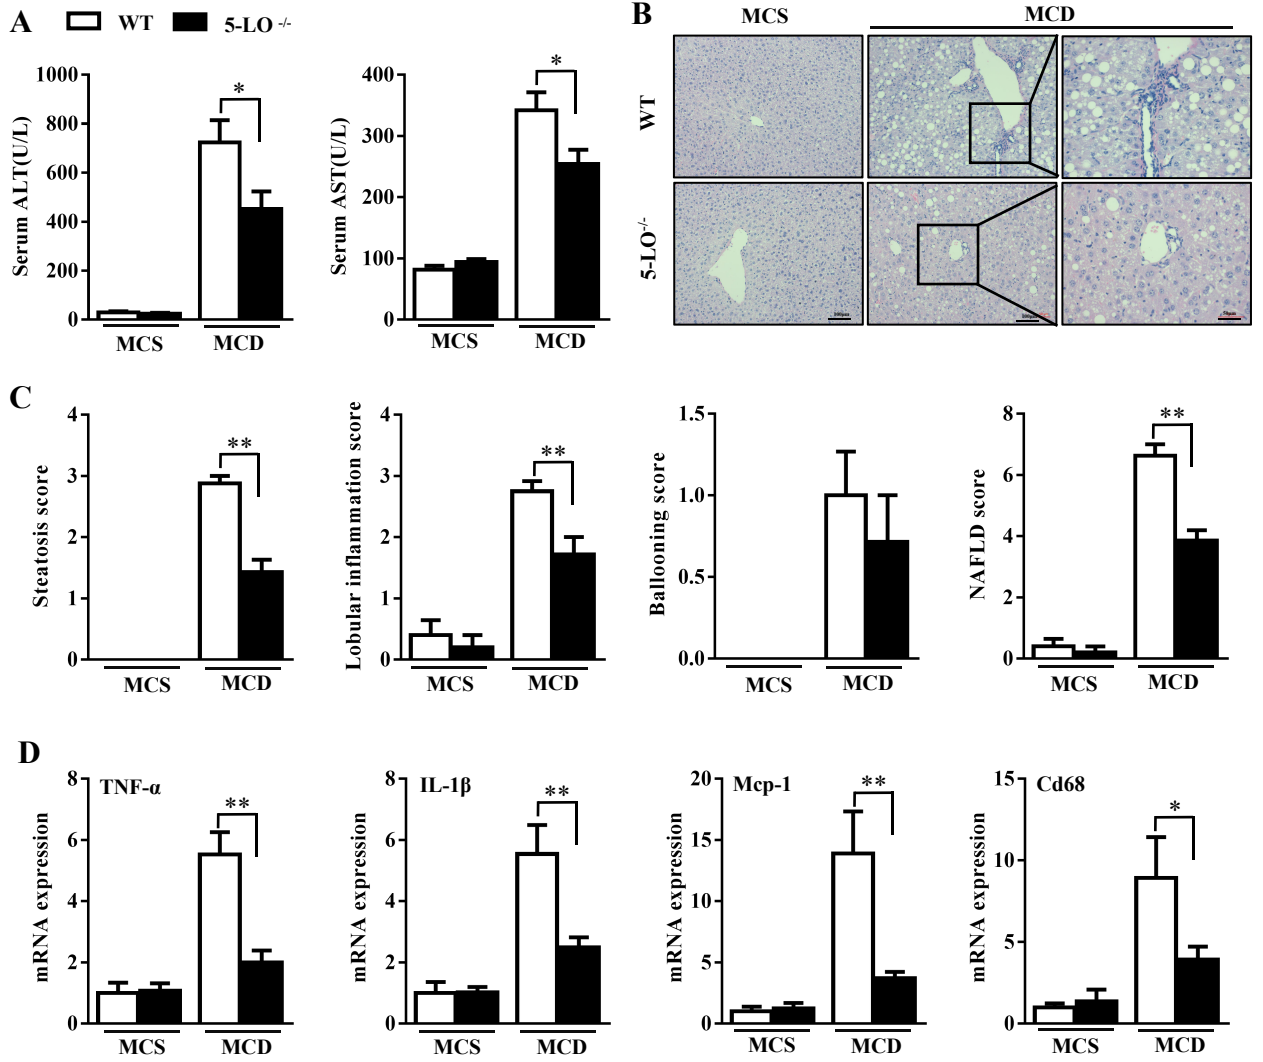 A
WT
5-LO -/-
Serum ALT(U/L)
1000
800
600
400
200
0
*
MCS
MCD
Serum AST(U/L)
400
300
200
100
0
*
MCS
MCD
B
MCS
MCD
WT
5-LO-/-
C
Steatosis score
4
3
2
1
0
**
MCS
MCD
Lobular inflammation score
4
3
2
1
0
**
MCS
MCD
Ballooning score
1.5
1.0
0.5
0.0
MCS
MCD
NAFLD score
8
6
4
2
0
**
MCS
MCD
D
mRNA expression
TNF-α
8
6
4
2
0
**
MCS
MCD
mRNA expression
IL-1β
8
6
4
2
0
**
MCS
MCD
mRNA expression
Mcp-1
20
15
10
5
0
**
MCS
MCD
mRNA expression
Cd68
15
10
5
0
*
MCS
MCD